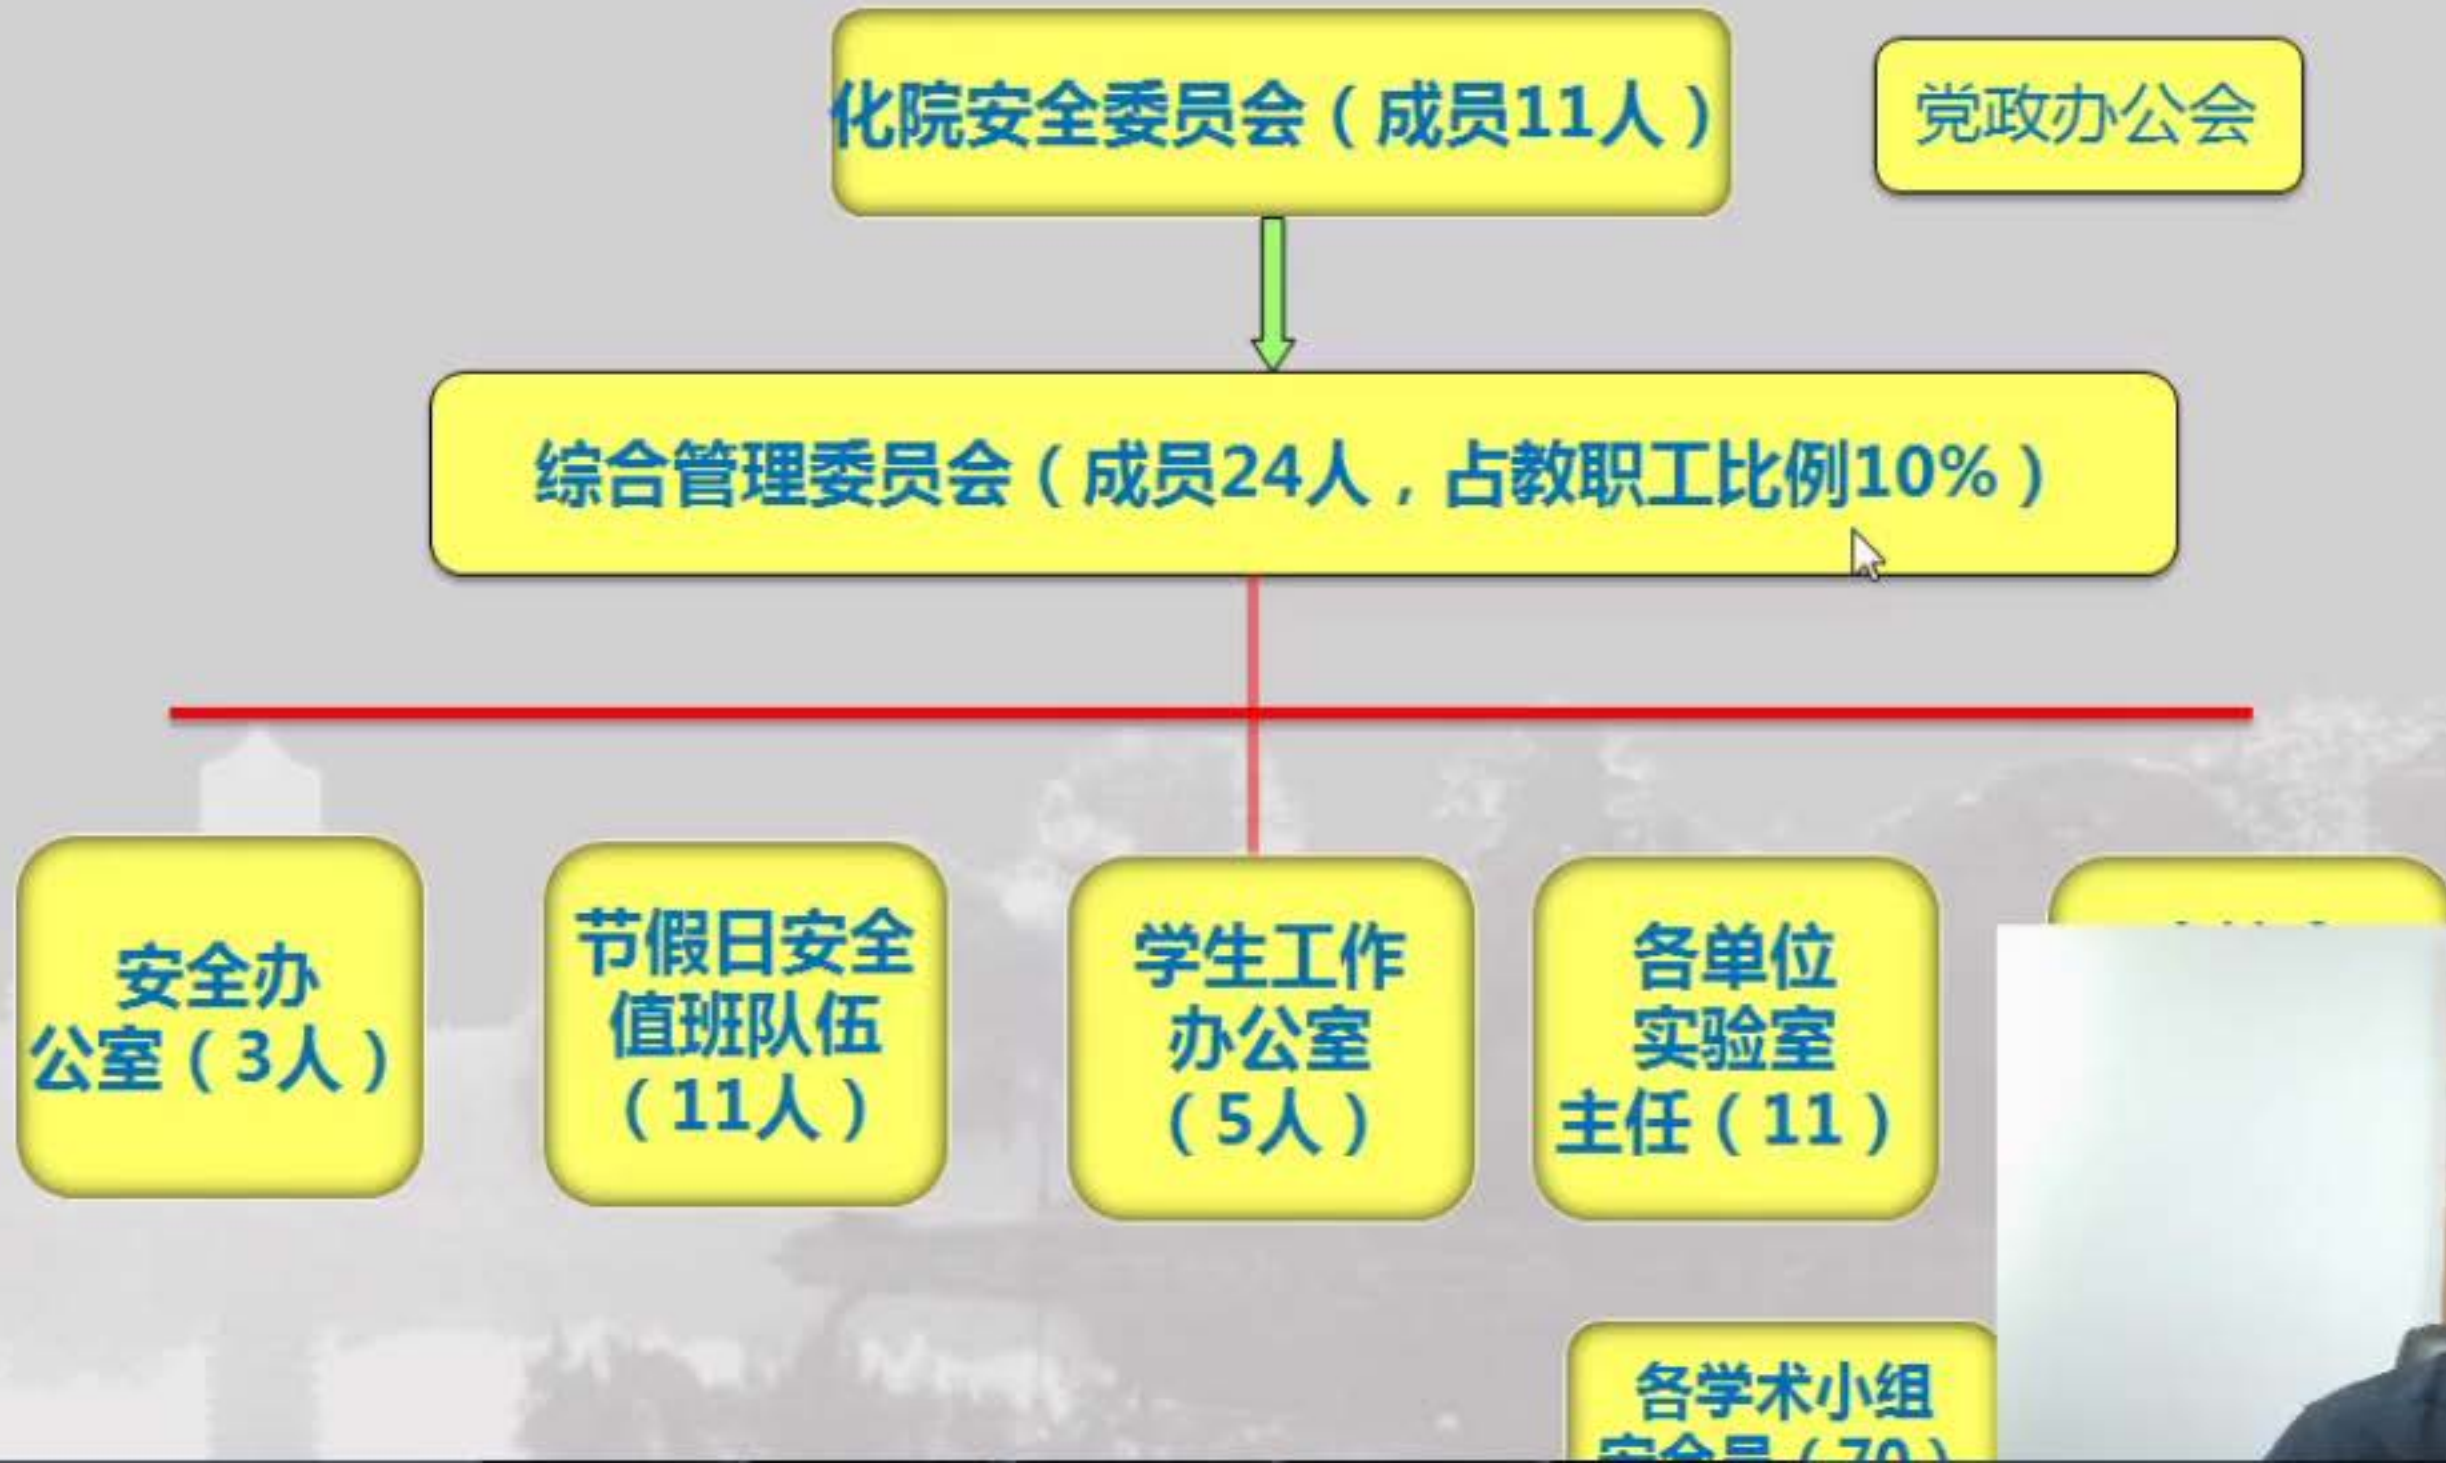 化院安全委员会（成员11人）
党政办公会
综合管理委员会（成员24人，占教职工比例10%）
安全办
公室（3人）
节假日安全
值班队伍
（11人）
学生工作
办公室
（5人）
各单位
实验室
主任（11）
各学术小组
安全员（70）